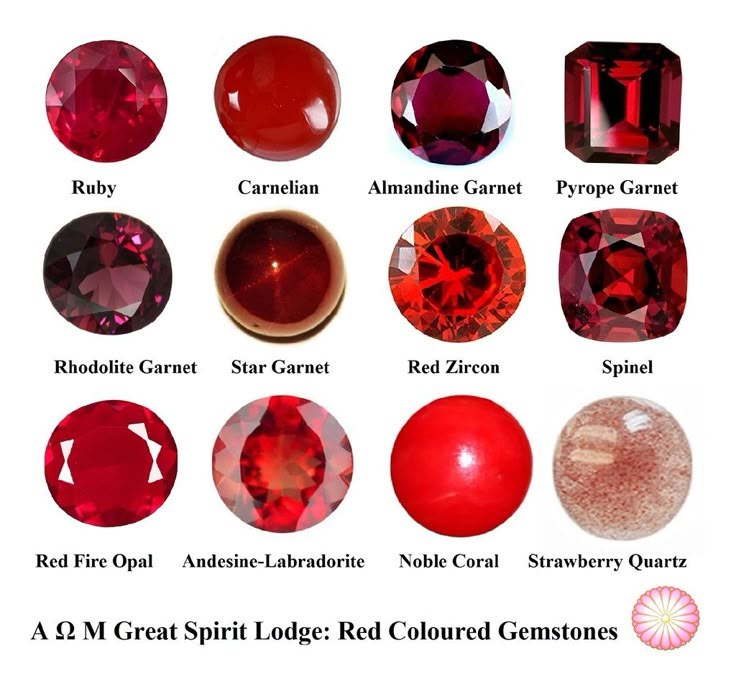 Ruby Carnelian Almandine Garnet Pyrope Garnet
Rhodolite Garnet Star Garnet Red Zircon Spinel
Red Fire Opal Andesine-Labradorite Noble Coral Strawberry Quartz
A Ω M Great Spirit Lodge: Red Coloured Gemstones